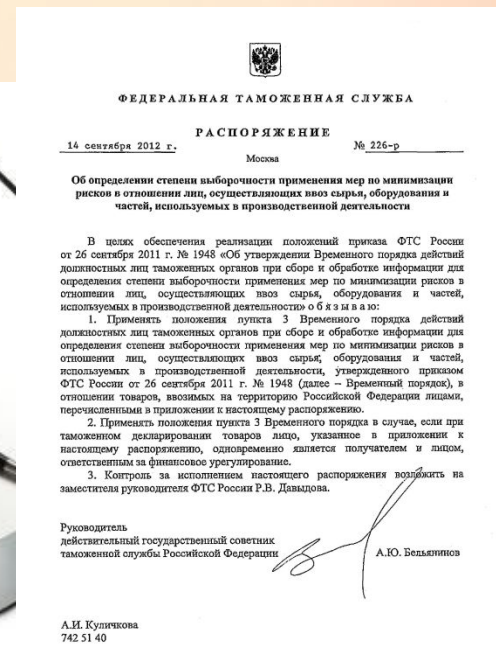 ФЕДЕРАЛЬНАЯ ТАМОЖЕННАЯ СЛУЖБА
РАСПОРЯЖЕНИЕ
14 сентября 2012 г. № 226-р
Москва
Об определении степени выборочности применения мер по минимизации
рисков в отношении лиц, осуществляющих ввоз сырья, оборудования и
частей, используемых в производственной деятельности
В целях обеспечения реализации положений приказа ФТС России
от 26 сентября 2011 г. № 1948 «Об утверждении Временного порядка действий
должностных лиц таможенных органов при сборе и обработке информации для
определения степени выборочности применения мер по минимизации рисков в
отношении лиц, осуществляющих ввоз сырья, оборудования и частей,
используемых в производственной деятельности» о б я з ы в а ю:
1. Применять положения пункта 3 Временного порядка действий
должностных лиц таможенных органов при сборе и обработке информации для
определения степени выборочности применения мер по минимизации рисков в
отношении лиц, осуществляющих ввоз сырья, оборудования и частей,
используемых в производственной деятельности, утвержденного приказом
ФТС России от 26 сентября 2011 г. № 1948 (далее – Временный порядок), в
отношении товаров, ввозимых на территорию Российской Федерации лицами,
перечисленными в приложении к настоящему распоряжению.
2. Применять положения пункта 3 Временного порядка в случае, если при
таможенном декларировании товаров лицо, указанное в приложении к
настоящему распоряжению, одновременно является получателем и лицом,
ответственным за финансовое урегулирование.
3. Контроль за исполнением настоящего распоряжения возложить на
заместителя руководителя ФТС России Р.В. Давыдова.
Руководитель
действительный государственный советник
таможенной службы Российской Федерации А.Ю. Бельянинов
А.И. Куличкова
742 51 40